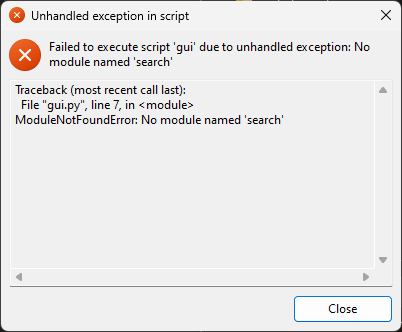 Unhandled exception in script
Failed to execute script 'gui' due to unhandled exception: No
module named 'search'
Traceback (most recent call last):
  File "gui.py", line 7, in <module>
ModuleNotFoundError: No module named 'search'
Close